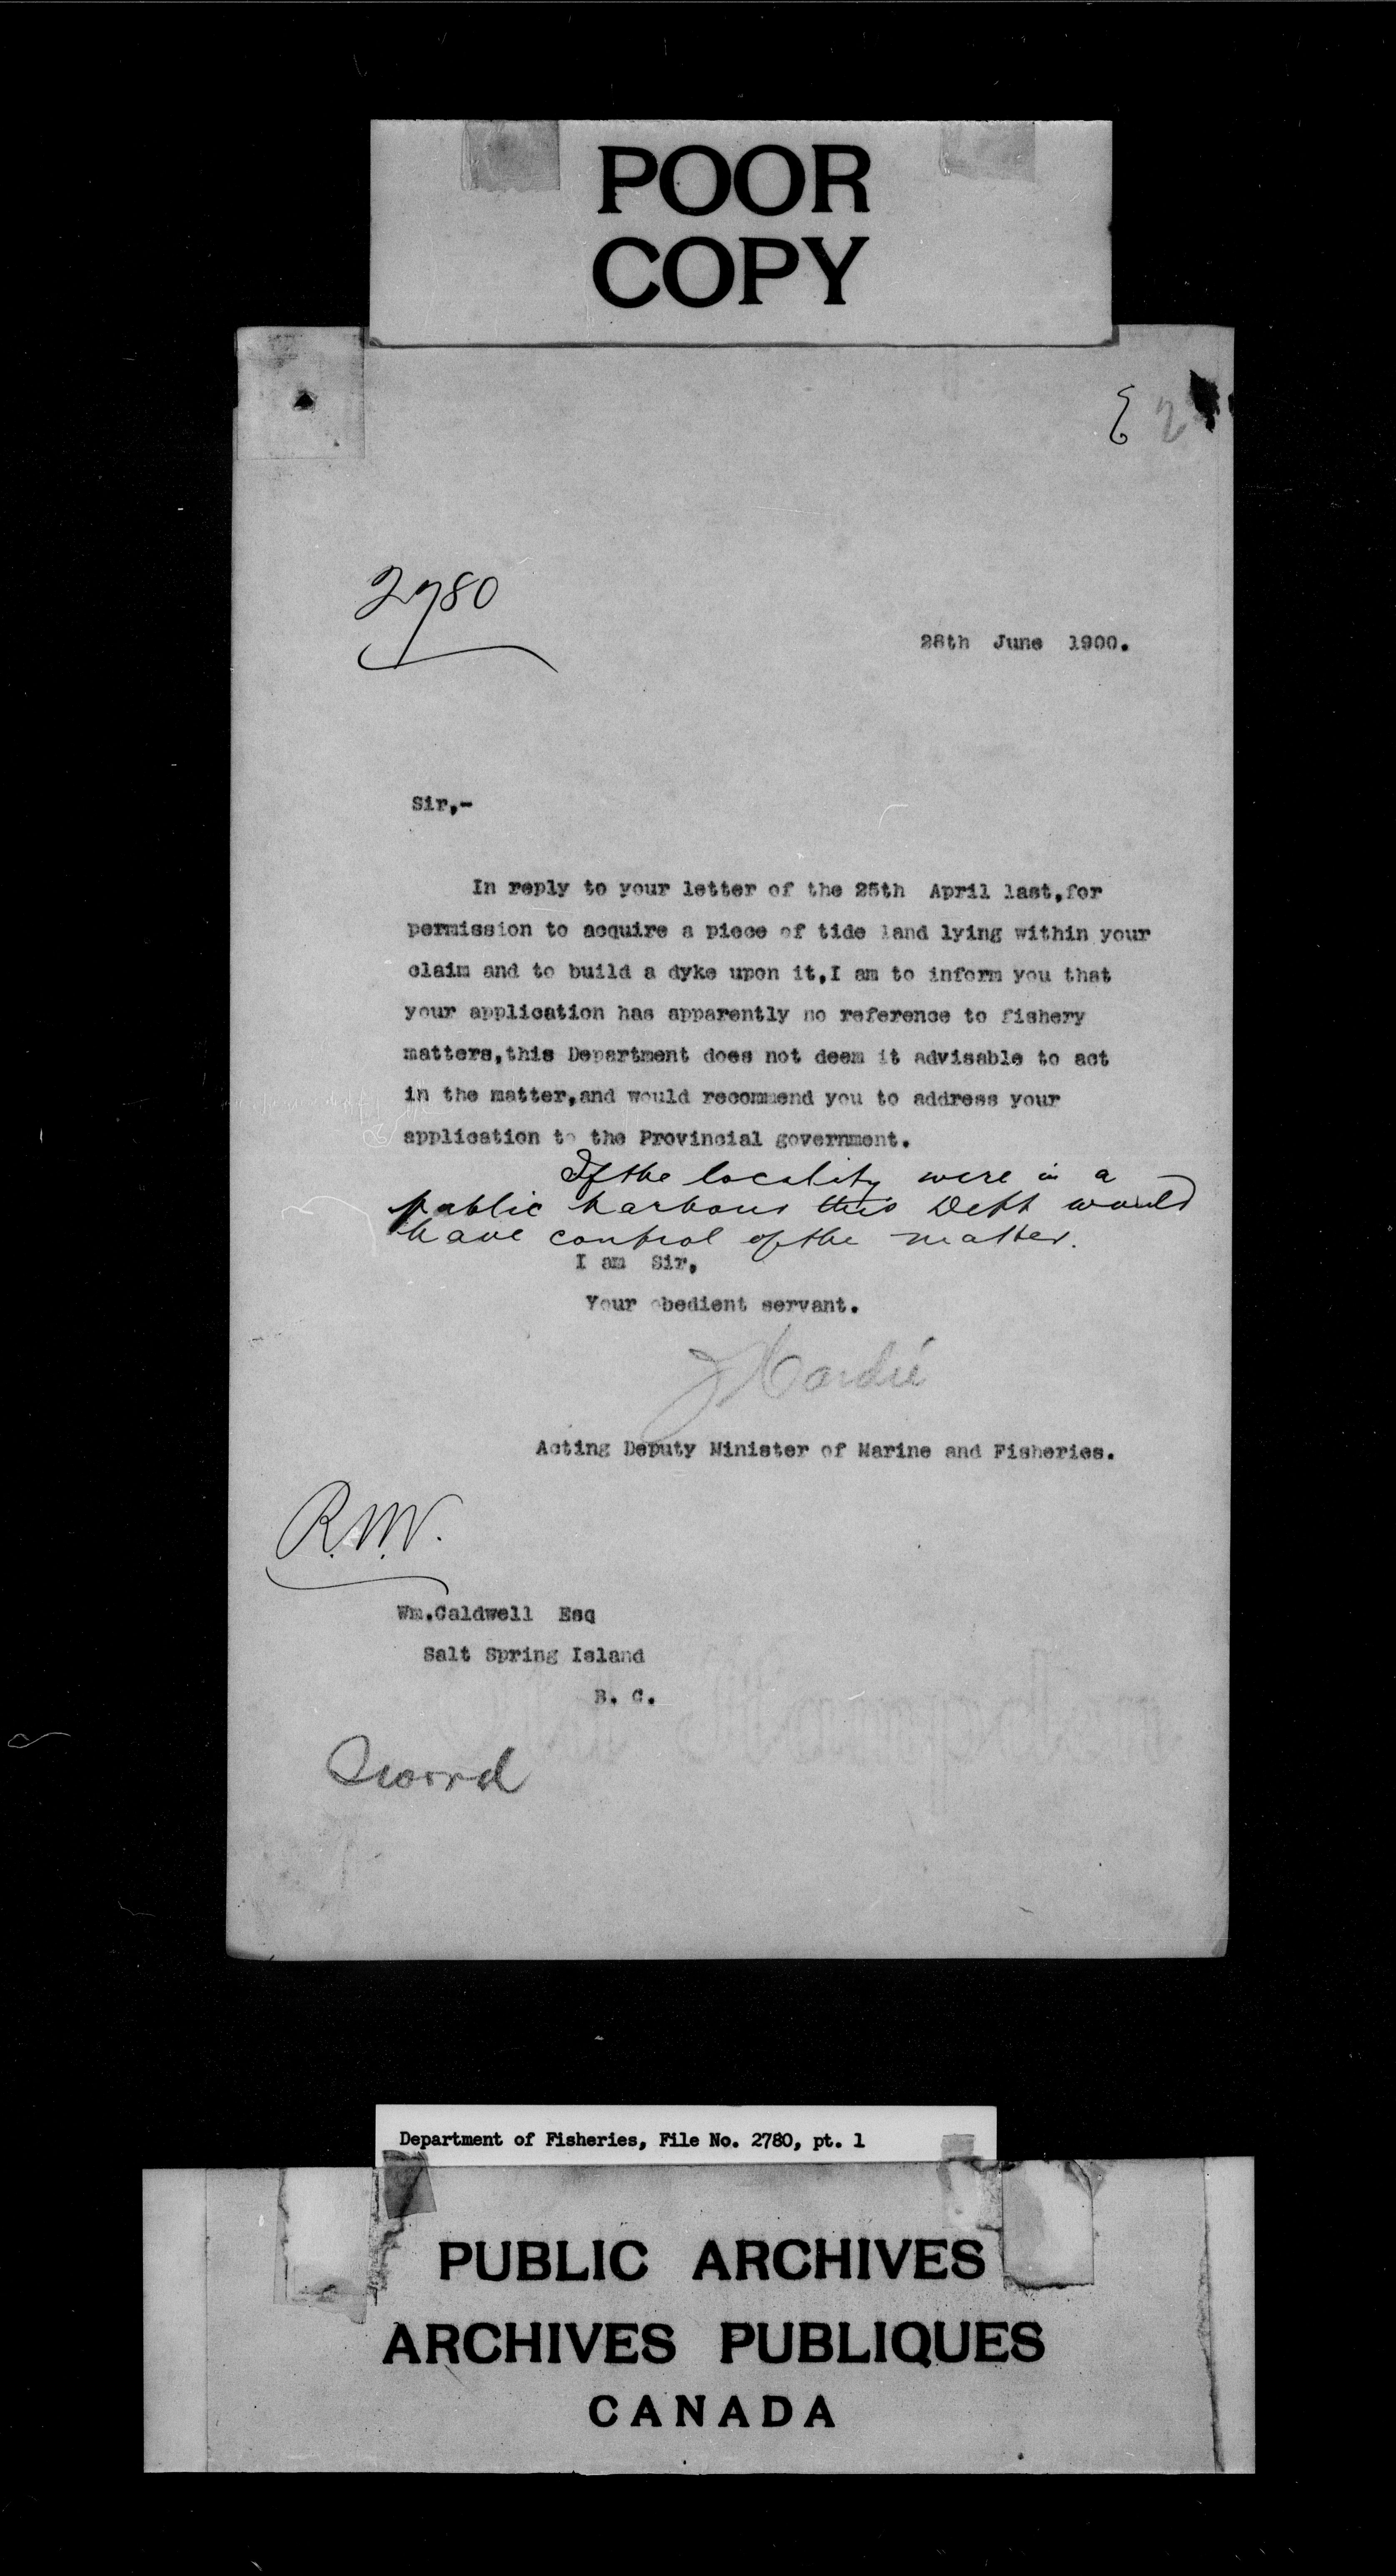 POOR
COPY
2
2780
28th June 1900.
Sir,-
In reply to your letter of the 25th April last,for
permission to acquire a piece of tide land lying within your
claim and to build a dyke upon it,I am to inform you that
your application has apparently no reference to fishery
matters,this Department does not deem it advisable to act
in the matter,and would recommend you to address your
application to the Provincial government.
If the locality were in a
public harbour this Dept would
have control of the matter.
I am Sir,
Your obedient servant.
J Hardie
Acting Deputy Minister of Marine and Fisheries.
R.M.V.
Wm.Caldwell Esq
Salt Spring Island
B. C.
Sword
Department of Fisheries, File No. 2780, pt. 1
PUBLIC ARCHIVES
ARCHIVES PUBLIQUES
CANADA